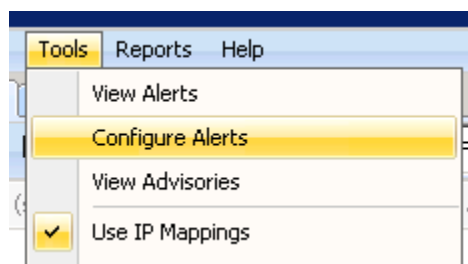 Tools Reports Help
View Alerts
Configure Alerts
View Advisories
Use IP Mappings